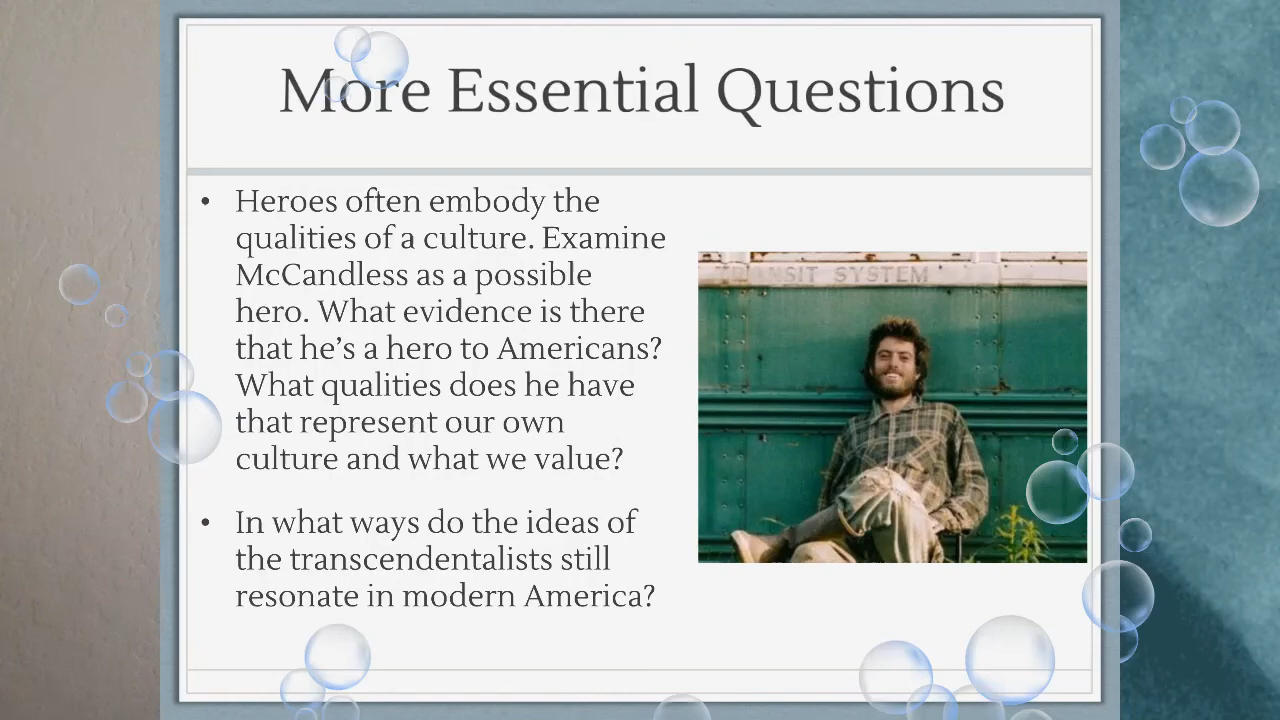 More Essential Questions
• Heroes often embody the
qualities of a culture. Examine
McCandless as a possible
hero. What evidence is there
that he’s a hero to Americans?
What qualities does he have
that represent our own
culture and what we value?
• In what ways do the ideas of
the transcendentalists still
resonate in modern America?
TRANSIT SYSTEM